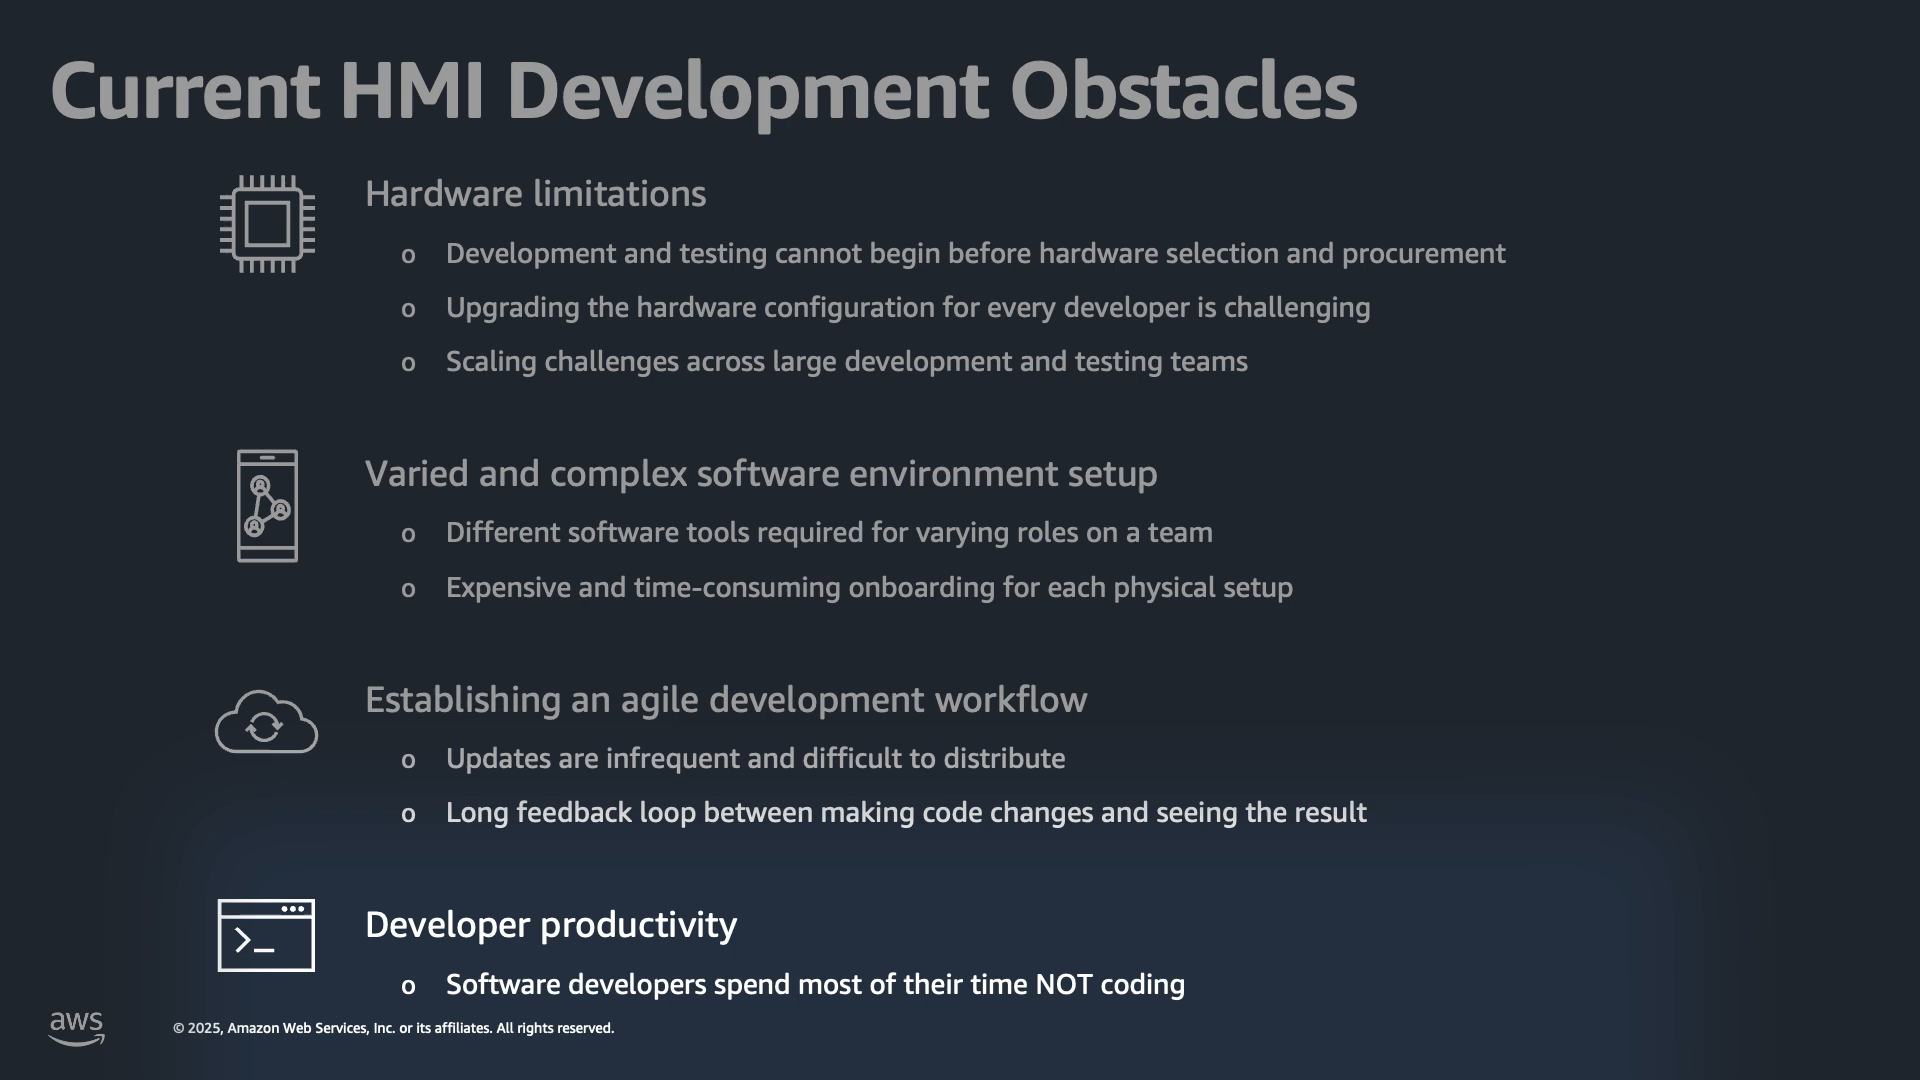 Current HMI Development Obstacles
Hardware limitations
o Development and testing cannot begin before hardware selection and procurement
o Upgrading the hardware configuration for every developer is challenging
o Scaling challenges across large development and testing teams
Varied and complex software environment setup
o Different software tools required for varying roles on a team
o Expensive and time-consuming onboarding for each physical setup
Establishing an agile development workflow
o Updates are infrequent and difficult to distribute
o Long feedback loop between making code changes and seeing the result
Developer productivity
o Software developers spend most of their time NOT coding
aws
© 2025, Amazon Web Services, Inc. or its affiliates. All rights reserved.